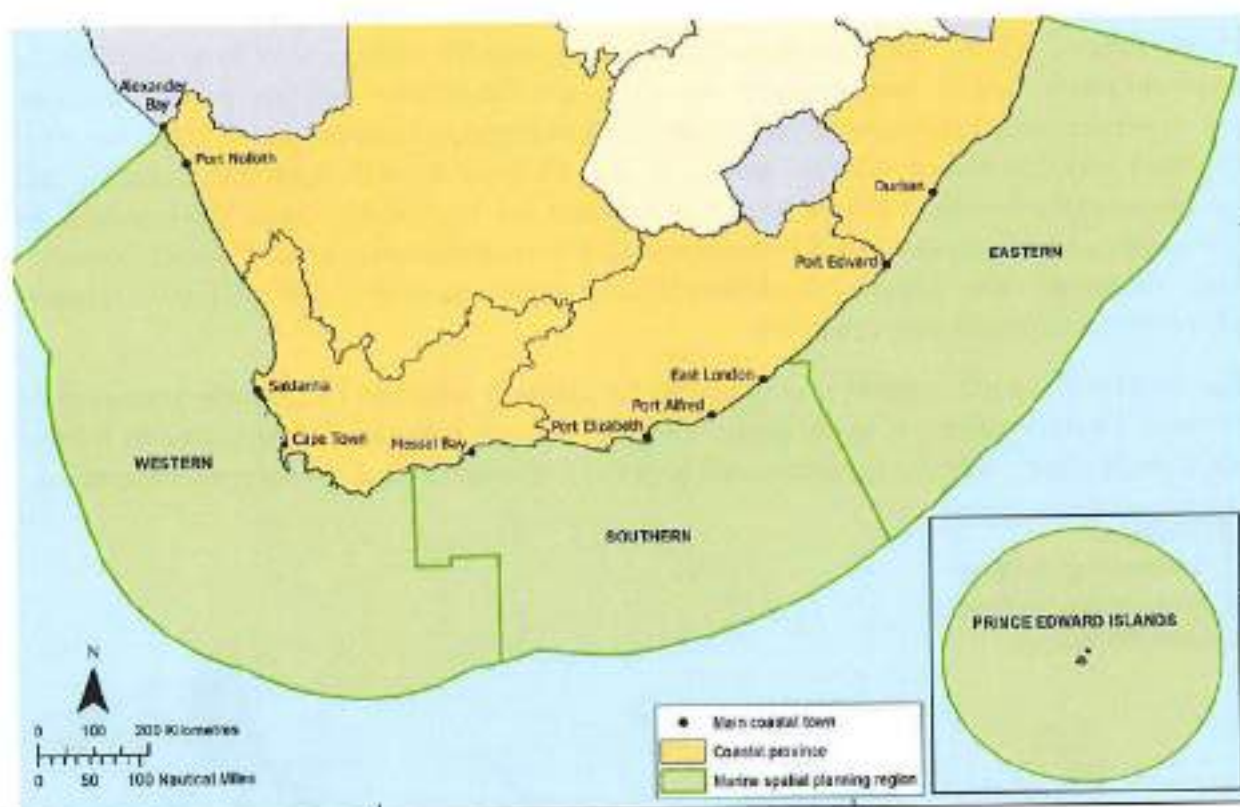 Alexander
Bay
Port Nolloth
Durban
EASTERN
Port Edward
East London
Saldanha
Port Alfred
Port Elizabeth
Cape Town
Mossel Bay
WESTERN
SOUTHERN
PRINCE EDWARD ISLANDS
N
0 100 200 Kilometres
0 50 100 Nautical Miles
Main coastal town
Coastal province
Marine spatial planning region